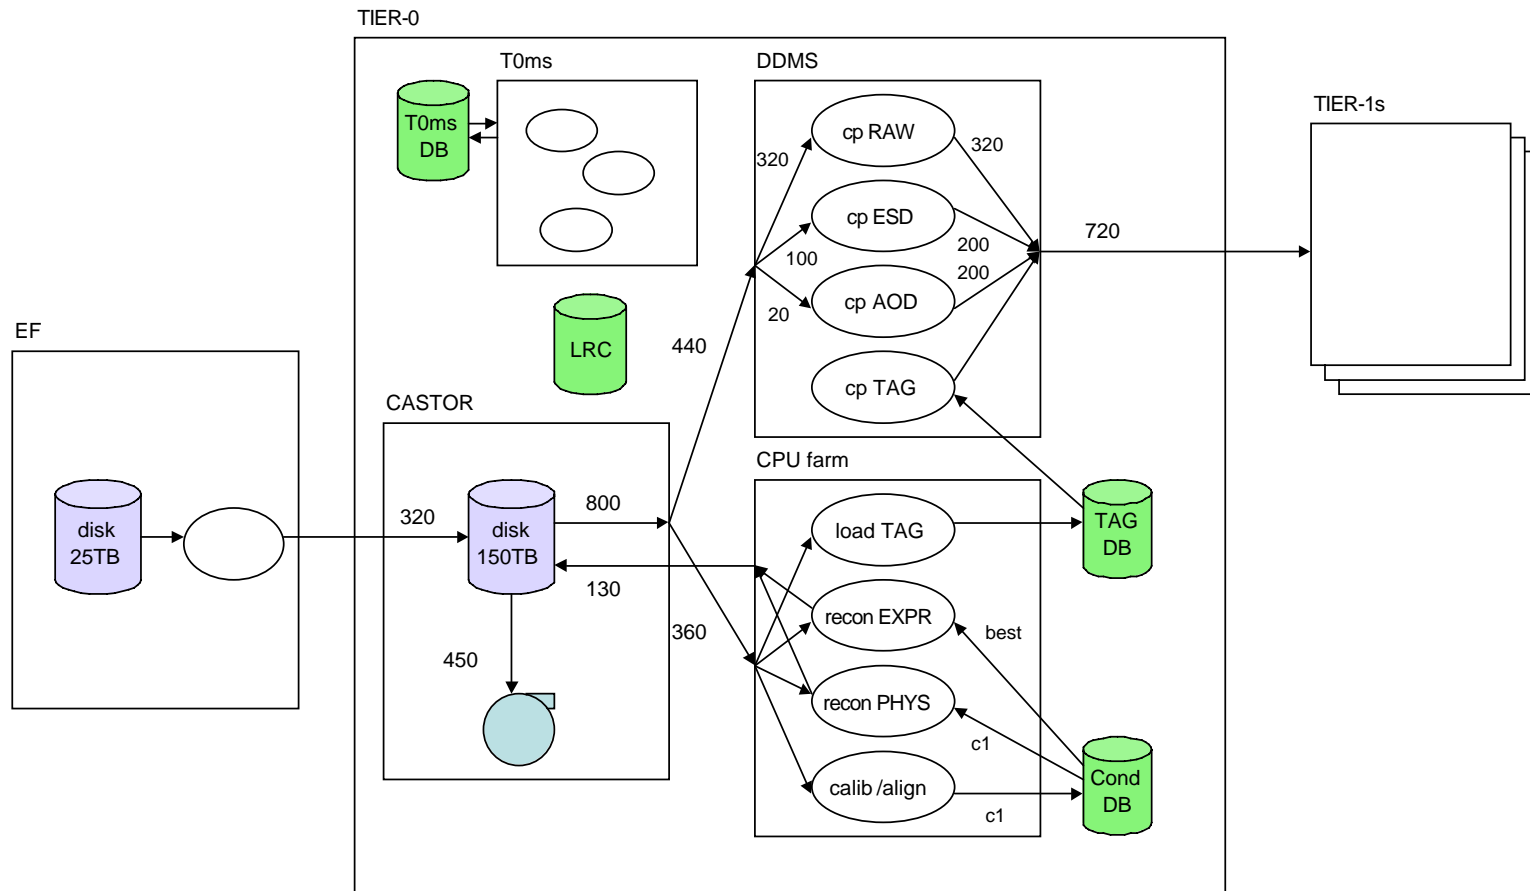 TIER-0
T0ms
DDMS
T0ms
DB
cp RAW
TIER-1s
320
320
cp ESD
100
200
720
200
cp AOD
20
EF
LRC
440
cp TAG
CASTOR
CPU farm
disk
25TB
320
disk
150TB
800
load TAG
TAG
DB
130
recon EXPR
best
360
450
recon PHYS
c1
calib /align
c1
Cond
DB